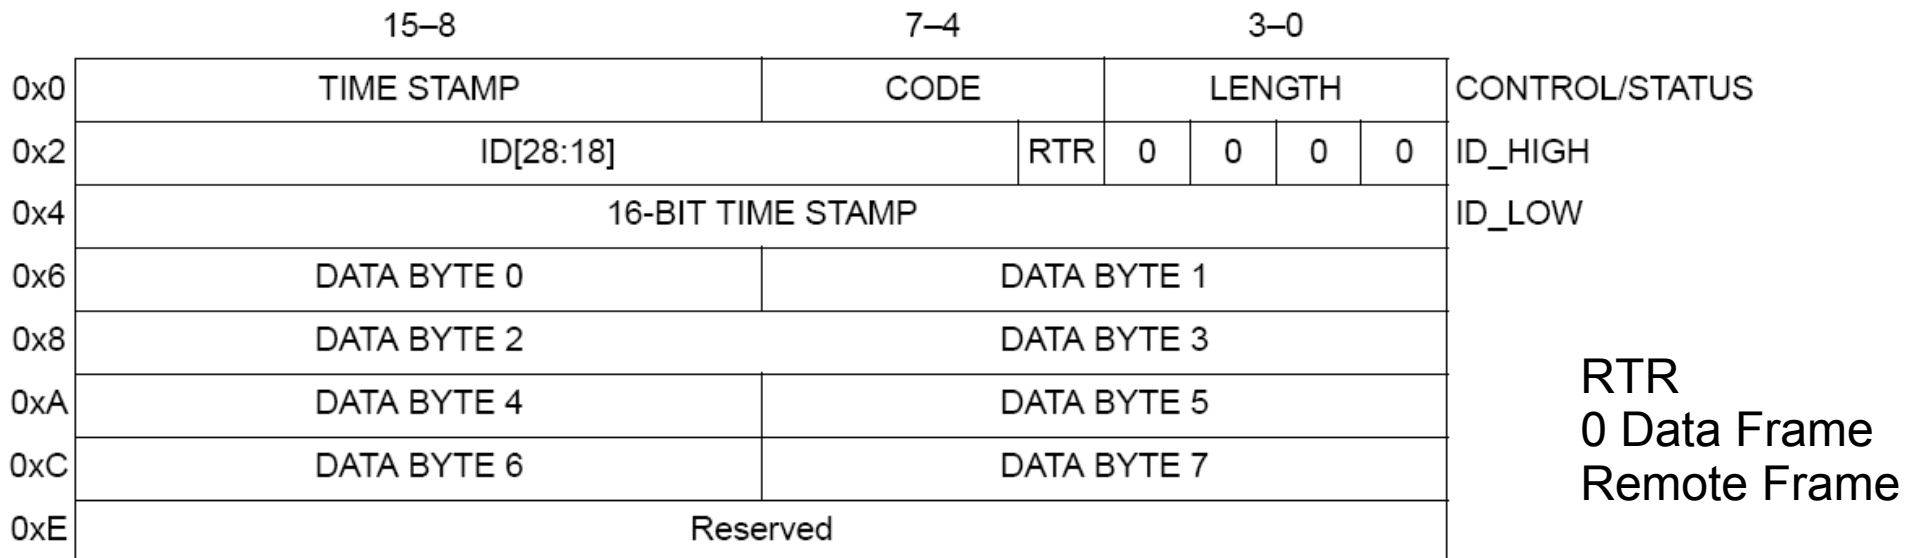 15–8 7–4 3–0
0x0 TIME STAMP CODE LENGTH CONTROL/STATUS
0x2 ID[28:18] RTR 0 0 0 0 ID_HIGH
0x4 16-BIT TIME STAMP ID_LOW
0x6 DATA BYTE 0 DATA BYTE 1
0x8 DATA BYTE 2 DATA BYTE 3
0xA DATA BYTE 4 DATA BYTE 5
0xC DATA BYTE 6 DATA BYTE 7
0xE Reserved
RTR
0 Data Frame
Remote Frame